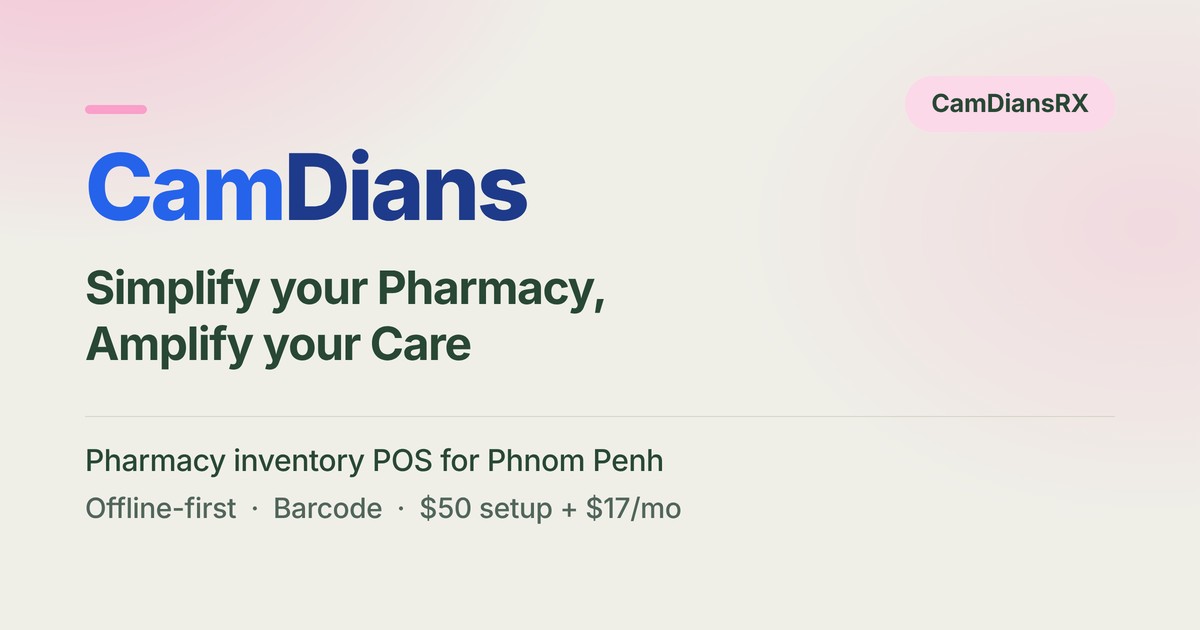 CamDiansRX
CamDians
Simplify your Pharmacy,
Amplify your Care
Pharmacy inventory POS for Phnom Penh
Offline-first · Barcode · $50 setup + $17/mo